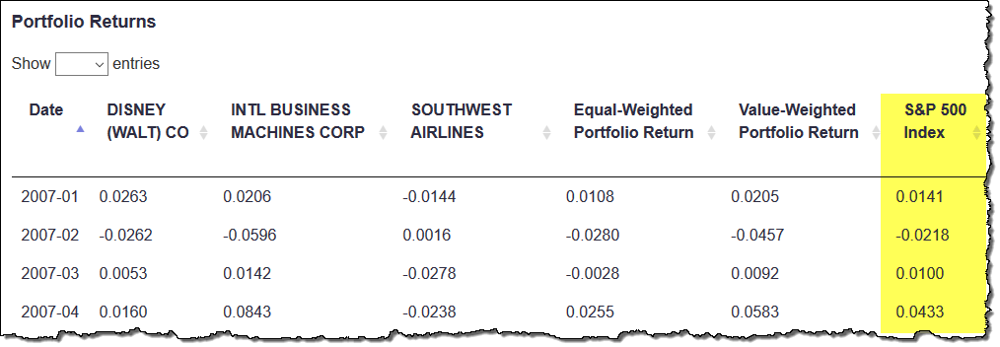 Portfolio Returns
Show entries
Date DISNEY (WALT) CO INTL BUSINESS MACHINES CORP SOUTHWEST AIRLINES Equal-Weighted Portfolio Return Value-Weighted Portfolio Return S&P 500 Index
2007-01 0.0263 0.0206 -0.0144 0.0108 0.0205 0.0141
2007-02 -0.0262 -0.0596 0.0016 -0.0280 -0.0457 -0.0218
2007-03 0.0053 0.0142 -0.0278 -0.0028 0.0092 0.0100
2007-04 0.0160 0.0843 -0.0238 0.0255 0.0583 0.0433